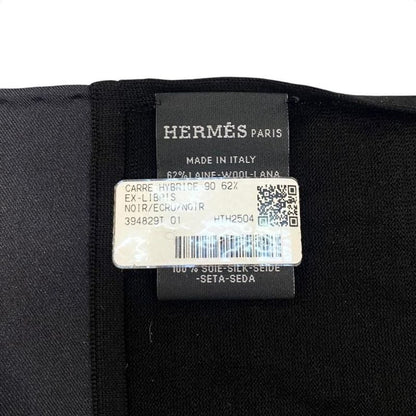 HERMÈS PARIS
MADE IN ITALY
62% LAINE-WOOL-LANA
CARRE HYBRIDE 90 62%
EX-LIBRIS
NOIR/ECRU/NOIR
394829T 01 HTH2504
100% SOIE-SILK-SEIDE
-SETA-SEDA